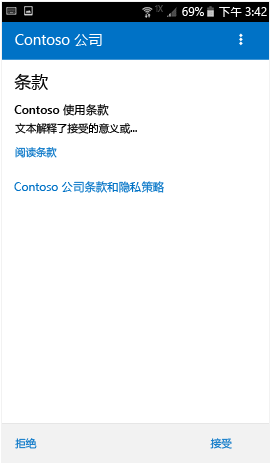 1X 69% 下午 3:42
Contoso 公司
条款
Contoso 使用条款
文本解释了接受的意义或...
阅读条款
Contoso 公司条款和隐私策略
拒绝 接受